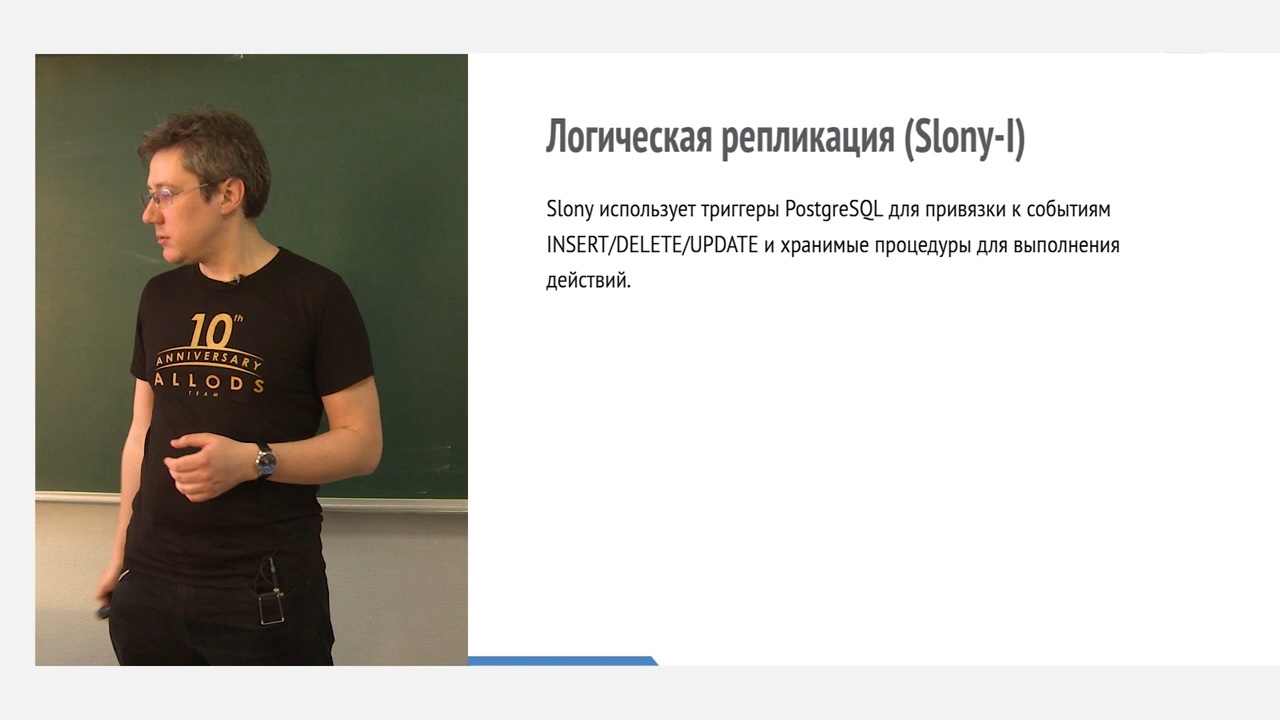 10th
ANNIVERSARY
ALLODS
TEAM
Логическая репликация (Slony-I)
Slony использует триггеры PostgreSQL для привязки к событиям
INSERT/DELETE/UPDATE и хранимые процедуры для выполнения
действий.